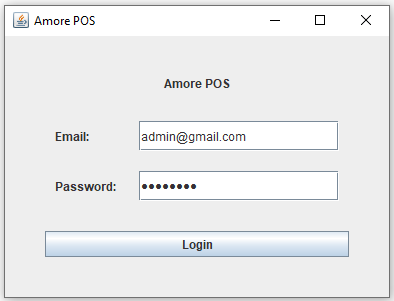 Amore POS
Amore POS
Email: admin@gmail.com
Password: ••••••••
Login